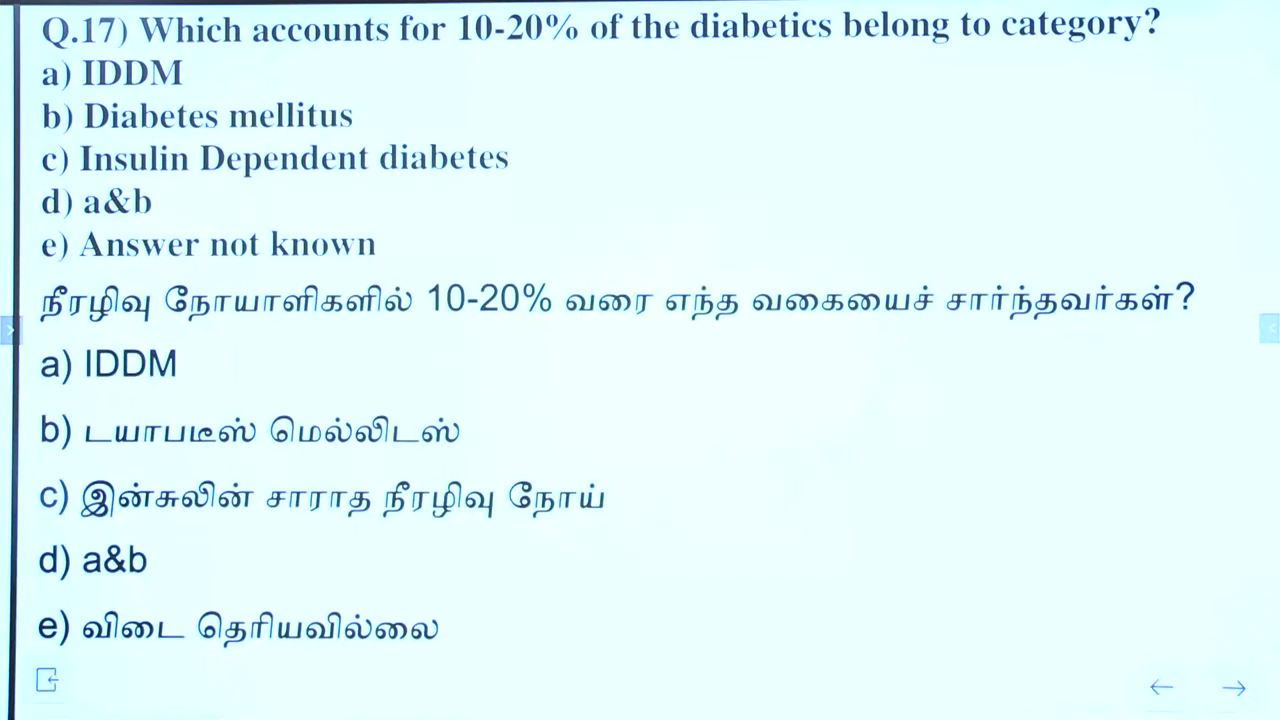 Q.17) Which accounts for 10-20% of the diabetics belong to category?
a) IDDM
b) Diabetes mellitus
c) Insulin Dependent diabetes
d) a&b
e) Answer not known
நீரழிவு நோயாளிகளில் 10-20% வரை எந்த வகையைச் சார்ந்தவர்கள்?
a) IDDM
b) டயாபடீஸ் மெல்லிடஸ்
c) இன்சுலின் சாராத நீரழிவு நோய்
d) a&b
e) விடை தெரியவில்லை